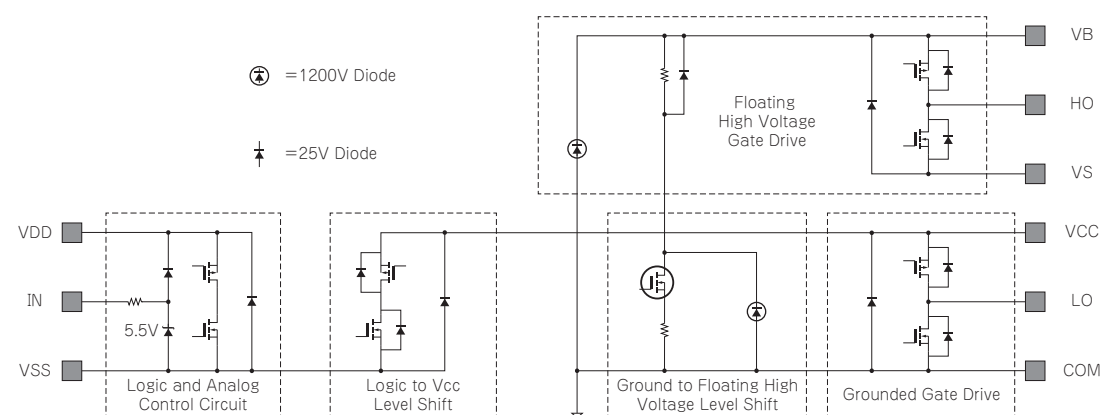 VB
=1200V Diode
Floating
High Voltage
Gate Drive
HO
=25V Diode
VS
VDD
VCC
IN
LO
5.5V
VSS
COM
Logic and Analog
Control Circuit
Logic to Vcc
Level Shift
Ground to Floating High
Voltage Level Shift
Grounded Gate Drive